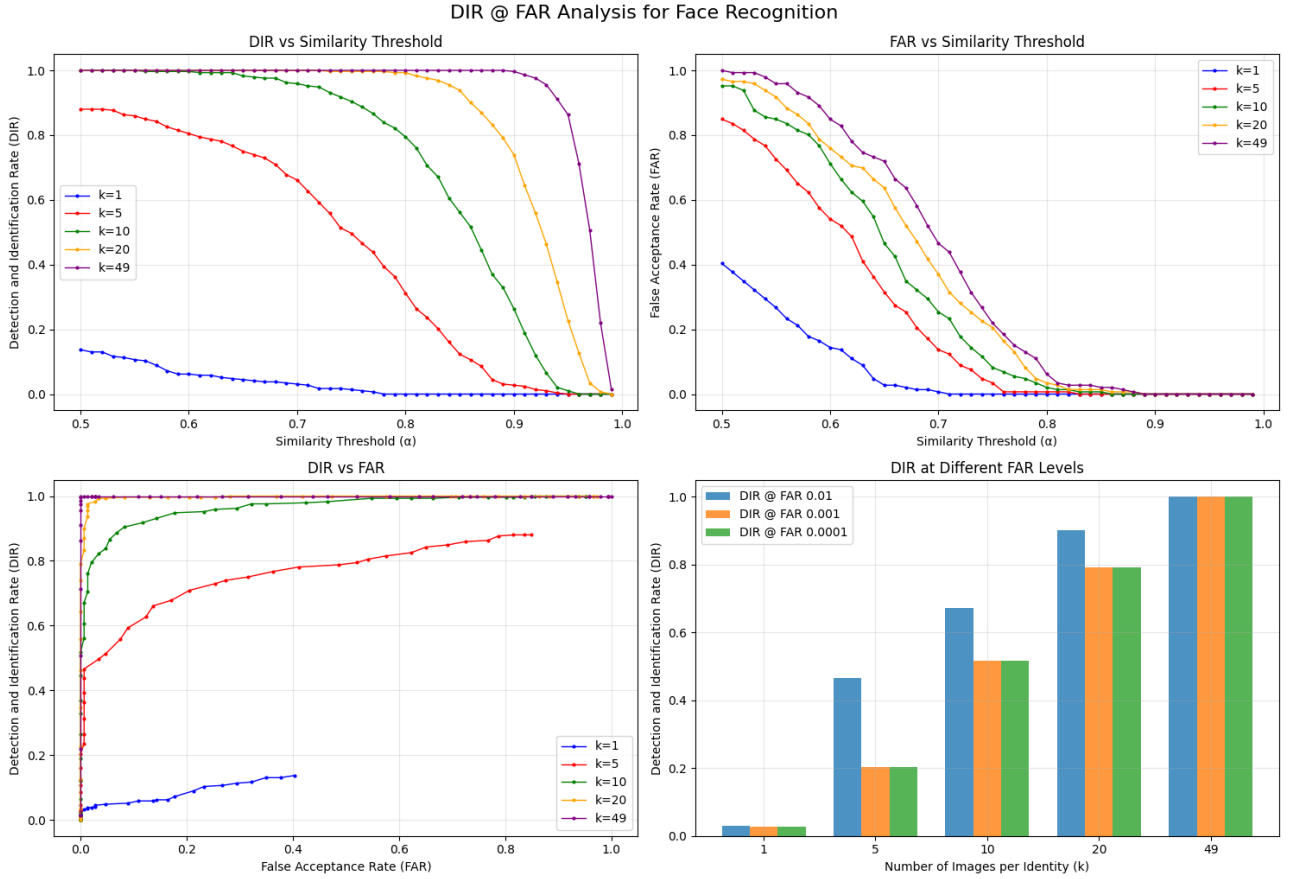 DIR @ FAR Analysis for Face Recognition
DIR vs Similarity Threshold
Detection and Identification Rate (DIR)
1.0
0.8
0.6
0.4
0.2
0.0
k=1
k=5
k=10
k=20
k=49
0.5 0.6 0.7 0.8 0.9 1.0
Similarity Threshold (α)
FAR vs Similarity Threshold
False Acceptance Rate (FAR)
1.0
0.8
0.6
0.4
0.2
0.0
k=1
k=5
k=10
k=20
k=49
0.5 0.6 0.7 0.8 0.9 1.0
Similarity Threshold (α)
DIR vs FAR
Detection and Identification Rate (DIR)
1.0
0.8
0.6
0.4
0.2
0.0
k=1
k=5
k=10
k=20
k=49
0.0 0.2 0.4 0.6 0.8 1.0
False Acceptance Rate (FAR)
DIR at Different FAR Levels
Detection and Identification Rate (DIR)
1.0
0.8
0.6
0.4
0.2
0.0
DIR @ FAR 0.01
DIR @ FAR 0.001
DIR @ FAR 0.0001
1 5 10 20 49
Number of Images per Identity (k)